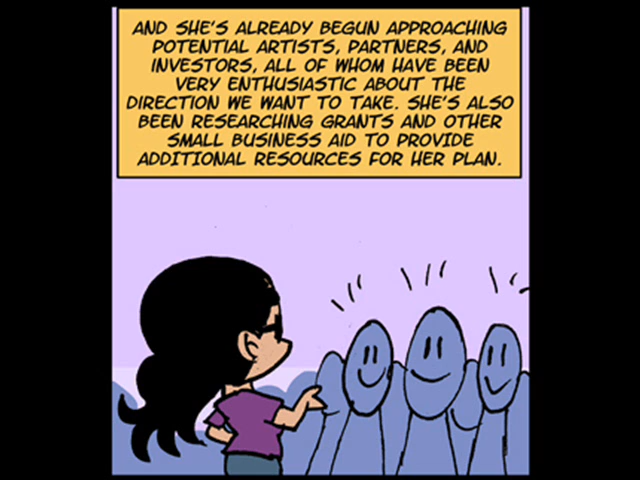 AND SHE'S ALREADY BEGUN APPROACHING
POTENTIAL ARTISTS, PARTNERS, AND
INVESTORS, ALL OF WHOM HAVE BEEN
VERY ENTHUSIASTIC ABOUT THE
DIRECTION WE WANT TO TAKE. SHE'S ALSO
BEEN RESEARCHING GRANTS AND OTHER
SMALL BUSINESS AID TO PROVIDE
ADDITIONAL RESOURCES FOR HER PLAN.